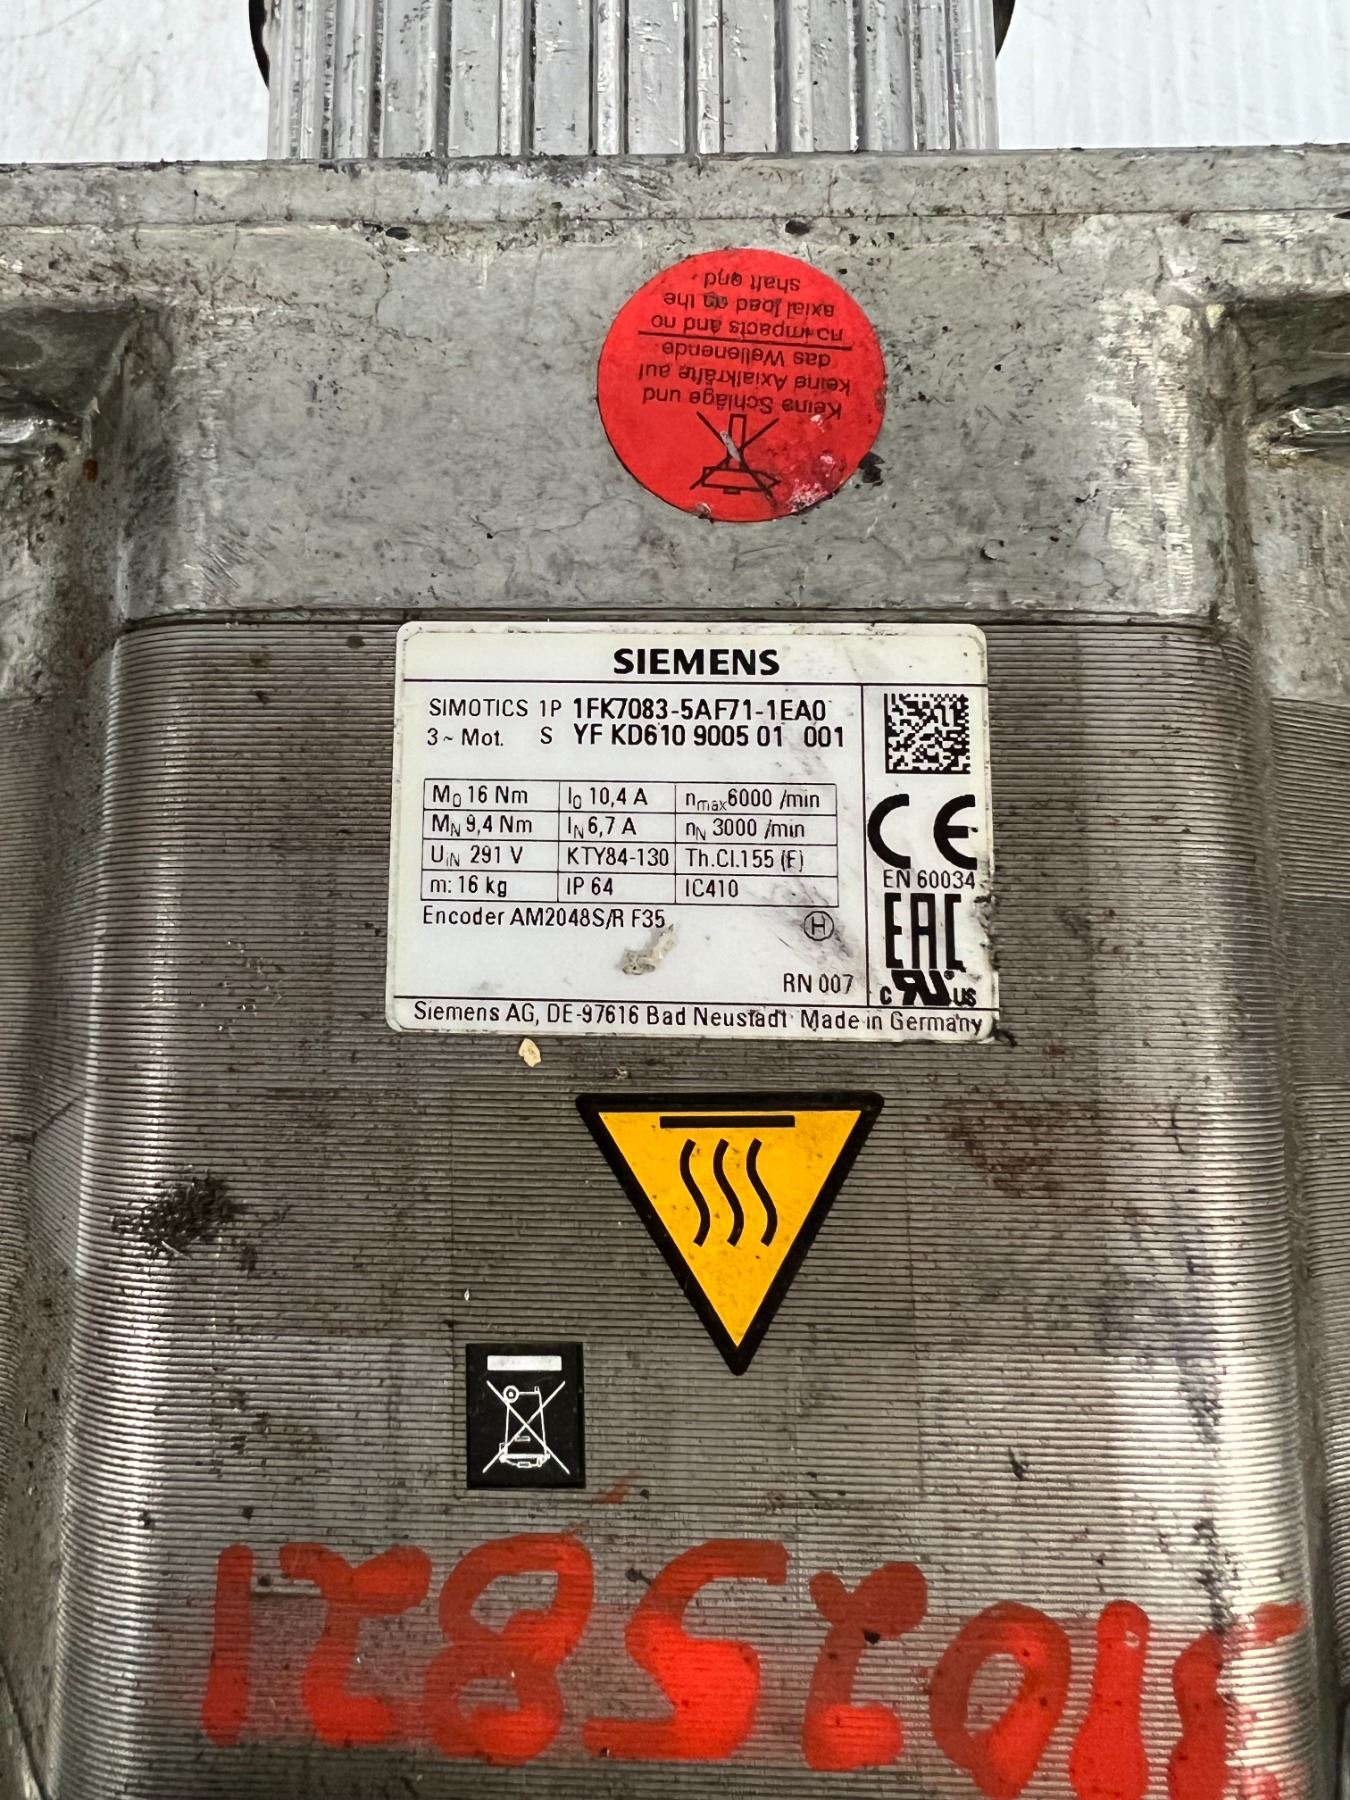 Keine Schläge und
keine Axialkräfte auf
das Wellenende
no impacts and no
axial load on the
shaft end
SIEMENS
SIMOTICS 1P 1FK7083-5AF71-1EA0
3 ~ Mot. S YF KD610 9005 01 001
M0 16 Nm I0 10,4 A nmax 6000 /min
MN 9,4 Nm IN 6,7 A nN 3000 /min
UiN 291 V KTY84-130 Th.Cl.155 (F)
m: 16 kg IP 64 IC410
Encoder AM2048S/R F35
H
RN 007
CE
EN 60034
EAC
c RU US
Siemens AG, DE-97616 Bad Neustadt Made in Germany